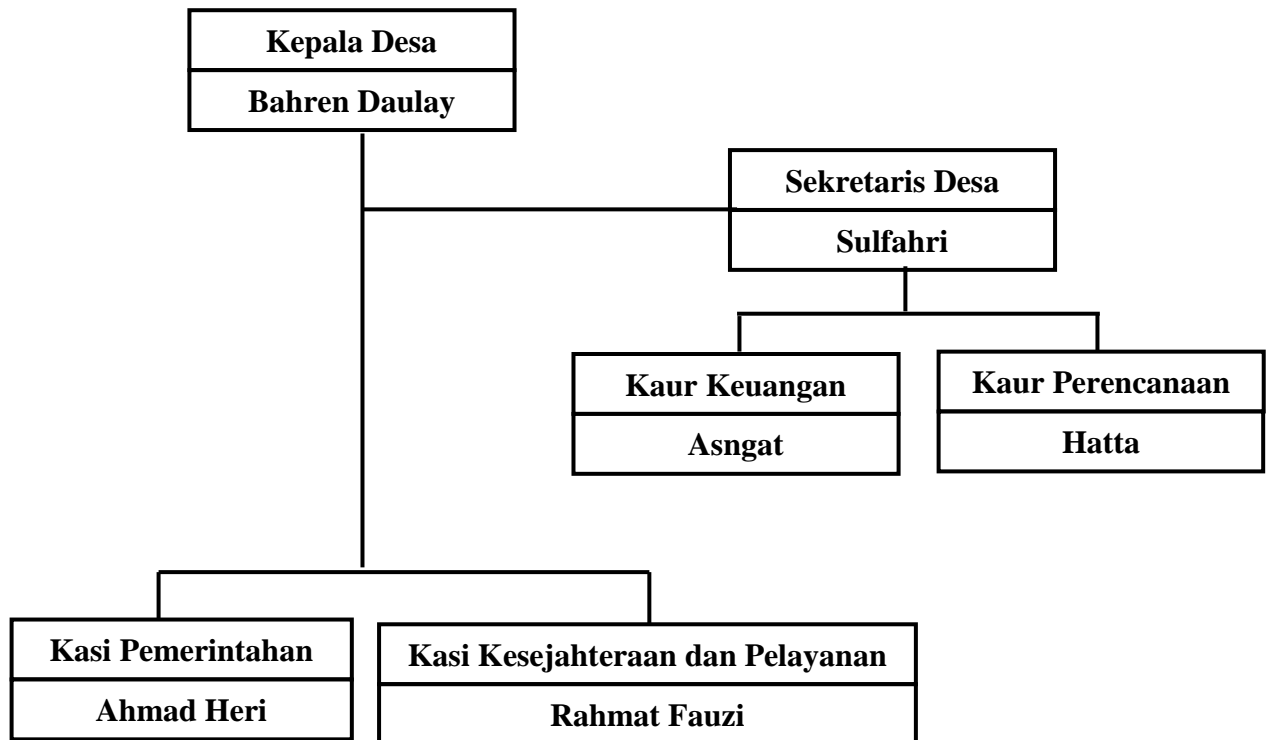 Kepala Desa
Bahren Daulay
Sekretaris Desa
Sulfahri
Kaur Keuangan
Asngat
Kaur Perencanaan
Hatta
Kasi Pemerintahan
Ahmad Heri
Kasi Kesejahteraan dan Pelayanan
Rahmat Fauzi